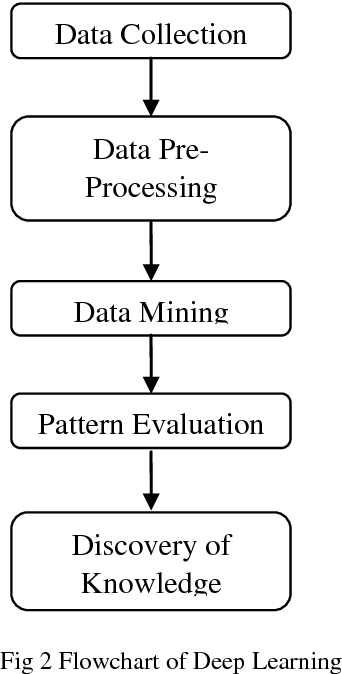 Data Collection
Data Pre-
Processing
Data Mining
Pattern Evaluation
Discovery of
Knowledge
Fig 2 Flowchart of Deep Learning